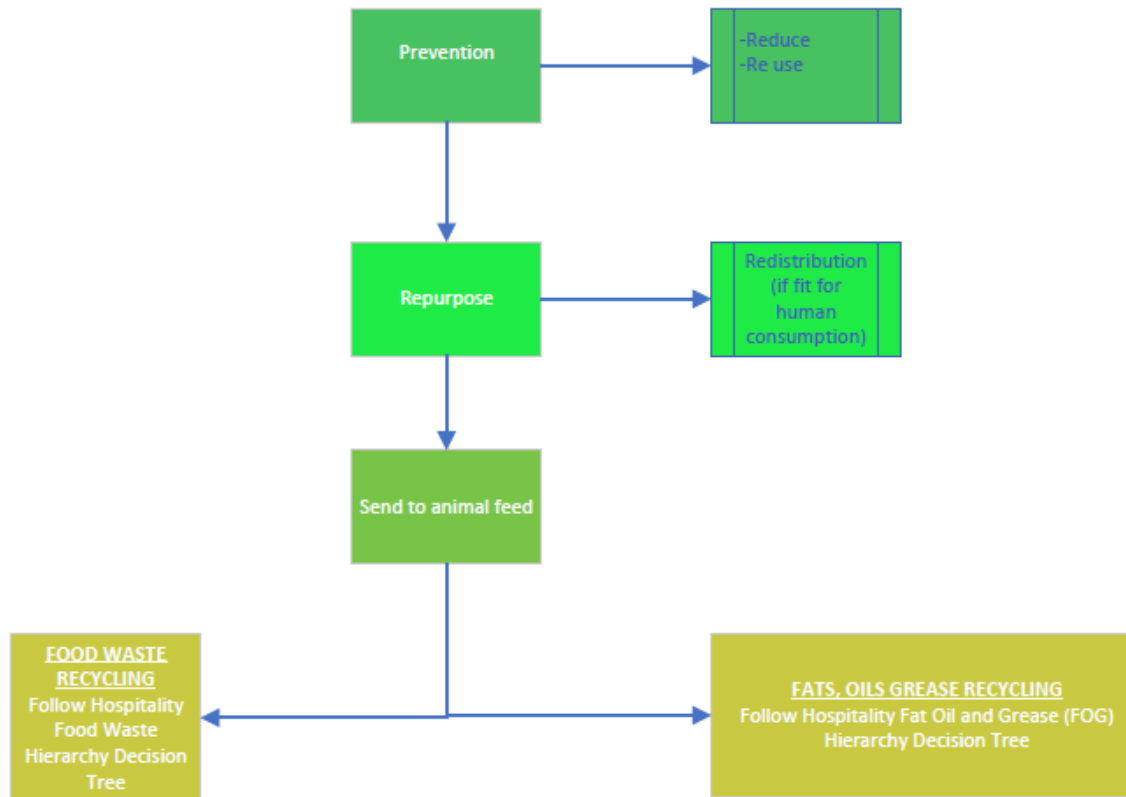 Prevention
-Reduce
-Re use
Repurpose
Redistribution
(if fit for
human
consumption)
Send to animal feed
FOOD WASTE
RECYCLING
Follow Hospitality
Food Waste
Hierarchy Decision
Tree
FATS, OILS GREASE RECYCLING
Follow Hospitality Fat Oil and Grease (FOG)
Hierarchy Decision Tree